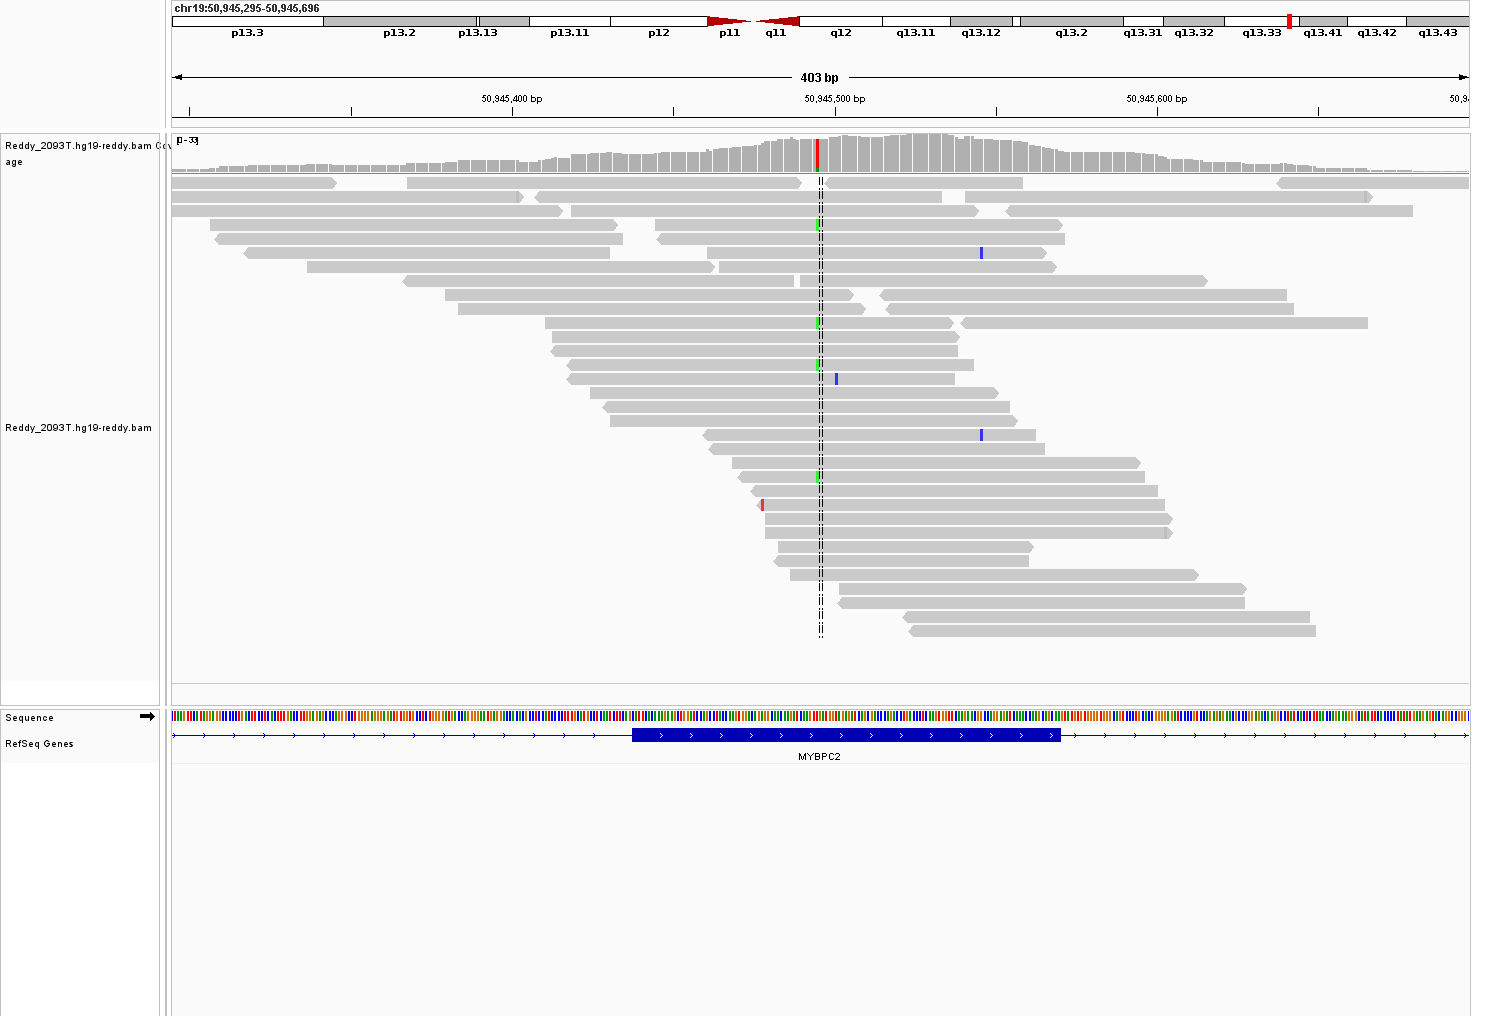 chr19:50,945,295-50,945,696
p13.3 p13.2 p13.13 p13.11 p12 p11 q11 q12 q13.11 q13.12 q13.2 q13.31 q13.32 q13.33 q13.41 q13.42 q13.43
403 bp
50,945,400 bp 50,945,500 bp 50,945,600 bp 50,94
Reddy_2093T.hg19-reddy.bam Cov
age
[0 - 33]
Reddy_2093T.hg19-reddy.bam
Sequence
RefSeq Genes
MYBPC2